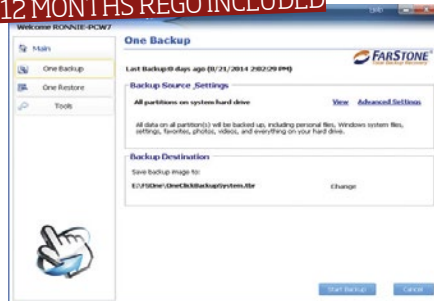 12 MONTHS REGO INCLUDED
Welcome RONNIE-PCW7
Main
One Backup
One Restore
Tools
One Backup
FARSTONE
Last Backup:0 days ago (8/21/2014 2:02:29 PM)
Backup Source ,Settings
All partitions on system hard drive View Advanced Settings
All data on all partition(s) will be backed up, including personal files, Windows system files,
settings, favorites, photos, videos, and everything on your hard drive.
Backup Destination
Save backup image to:
E:\FSOne\OneClickBackupSystem.tbr Change
Start Backup Cancel